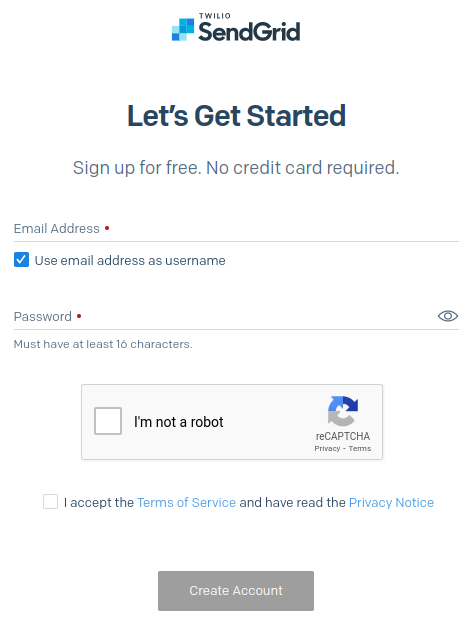 TWILIO
SendGrid
Let's Get Started
Sign up for free. No credit card required.
Email Address •
Use email address as username
Password •
Must have at least 16 characters.
I'm not a robot
reCAPTCHA
Privacy - Terms
I accept the Terms of Service and have read the Privacy Notice
Create Account